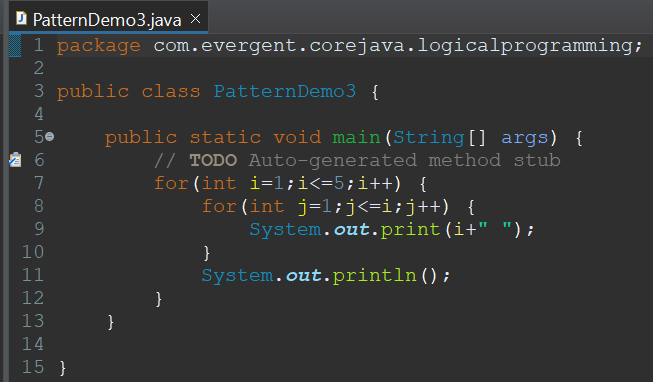 PatternDemo3.java ×
1 package com.evergent.corejava.logicalprogramming;
2
3 public class PatternDemo3 {
4
5     public static void main(String[] args) {
6         // TODO Auto-generated method stub
7         for(int i=1;i<=5;i++) {
8             for(int j=1;j<=i;j++) {
9                 System.out.print(i+" ");
10             }
11             System.out.println();
12         }
13     }
14
15 }